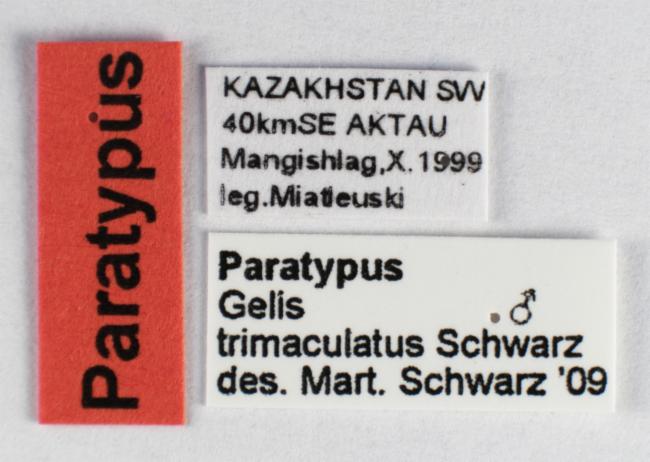 Paratypus
KAZAKHSTAN SW
40kmSE AKTAU
Mangishlag,X.1999
leg.Miatleuski
Paratypus
Gelis ♂
trimaculatus Schwarz
des. Mart. Schwarz '09